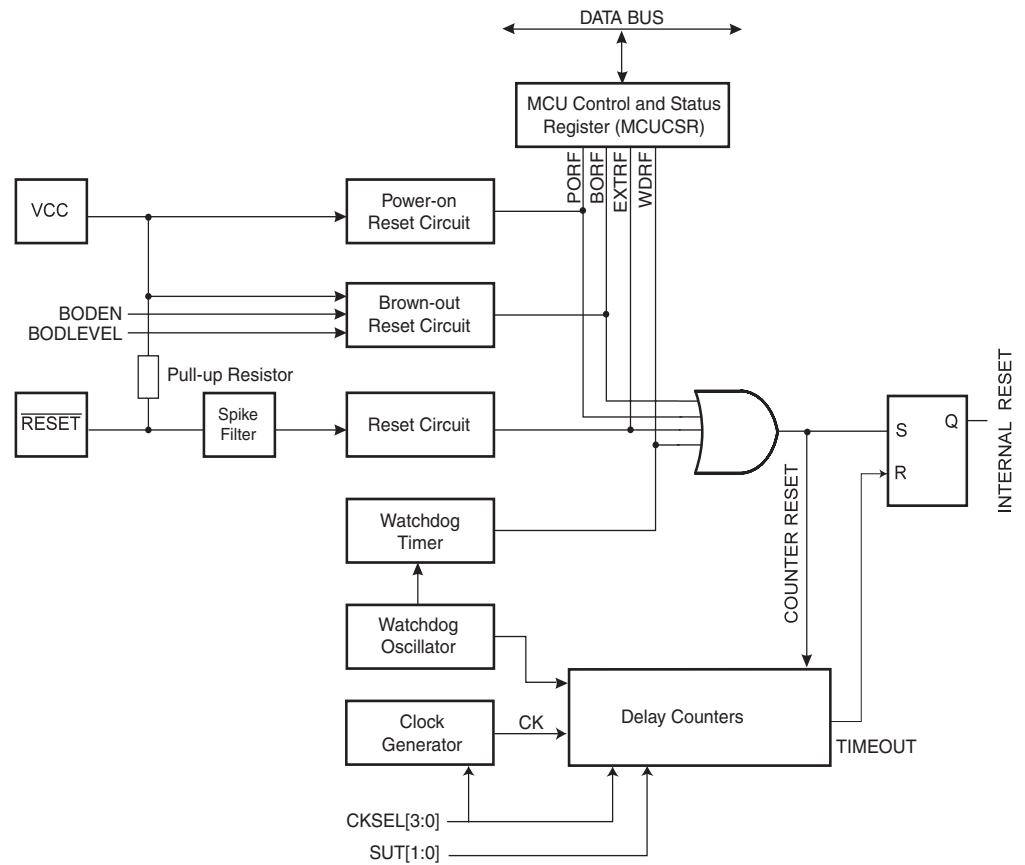 DATA BUS
MCU Control and Status
Register (MCUCSR)
PORF
BORF
EXTRF
WDRF
VCC
Power-on
Reset Circuit
BODEN
BODLEVEL
Brown-out
Reset Circuit
Pull-up Resistor
RESET
Spike
Filter
Reset Circuit
S
Q
R
INTERNAL RESET
COUNTER RESET
Watchdog
Timer
Watchdog
Oscillator
Clock
Generator
CK
Delay Counters
TIMEOUT
CKSEL[3:0]
SUT[1:0]